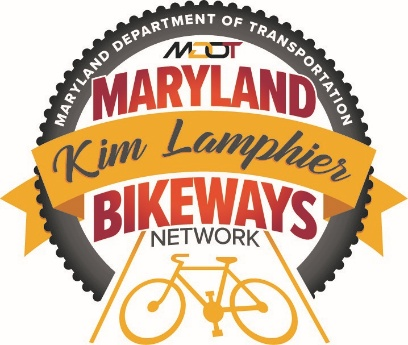 MARYLAND DEPARTMENT OF TRANSPORTATION
MDOT
MARYLAND
Kim Lamphier
BIKEWAYS
NETWORK